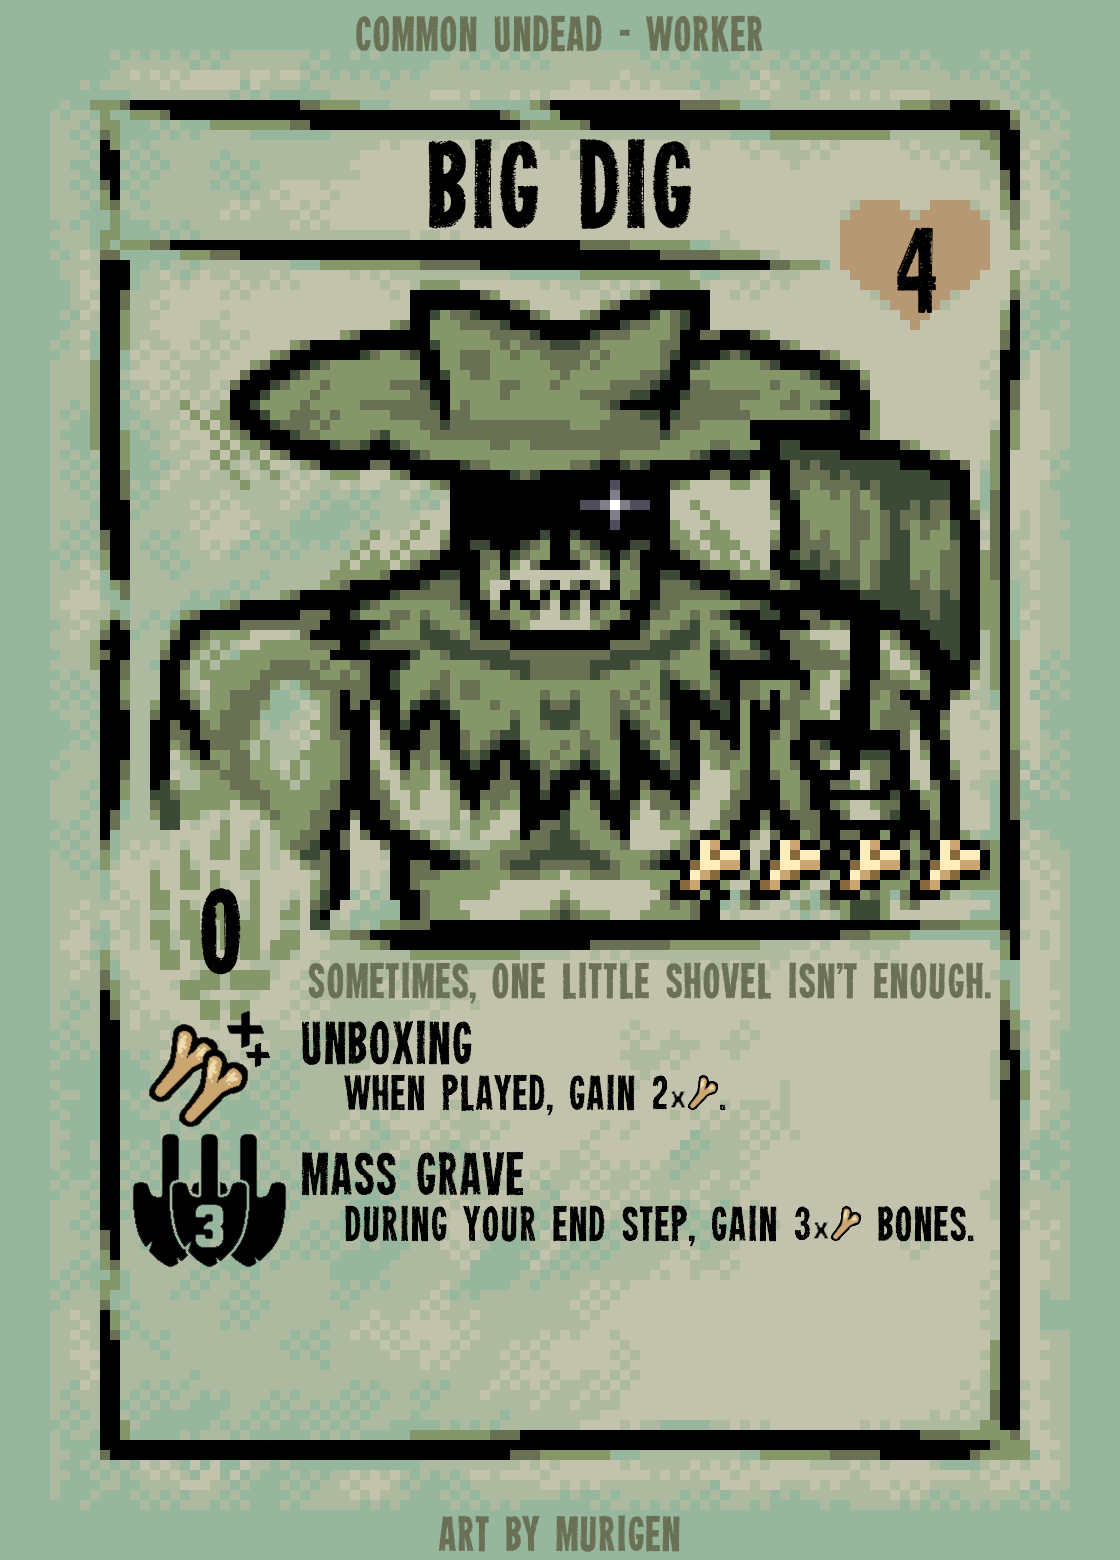 COMMON UNDEAD - WORKER
BIG DIG
4
0
SOMETIMES, ONE LITTLE SHOVEL ISN'T ENOUGH.
UNBOXING
WHEN PLAYED, GAIN 2x.
MASS GRAVE
3
DURING YOUR END STEP, GAIN 3x BONES.
ART BY MURIGEN